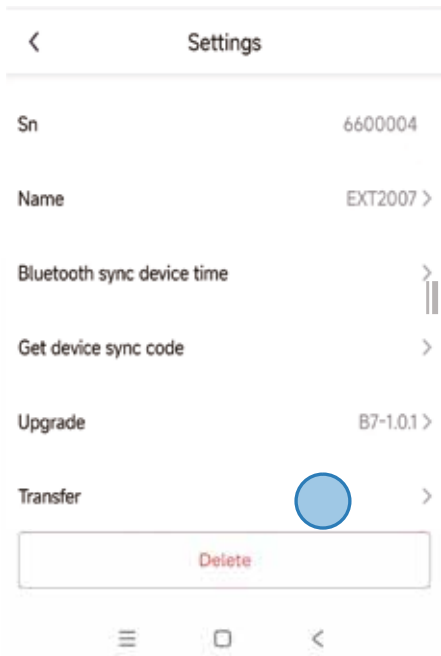 Settings
Sn 6600004
Name EXT2007
Bluetooth sync device time
Get device sync code
Upgrade B7-1.0.1
Transfer
Delete